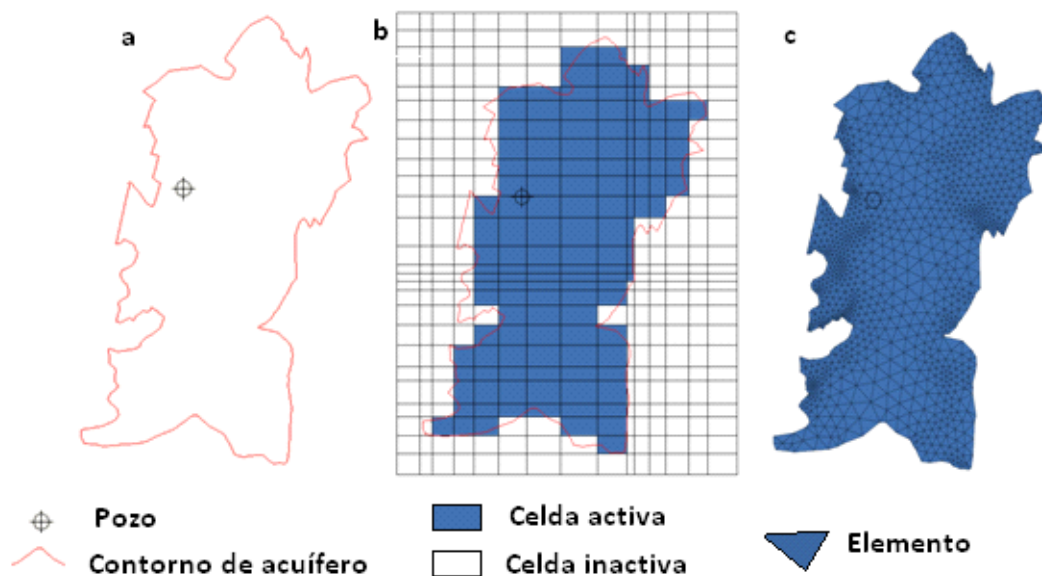 a
b
c
Pozo
Contorno de acuífero
Celda activa
Celda inactiva
Elemento